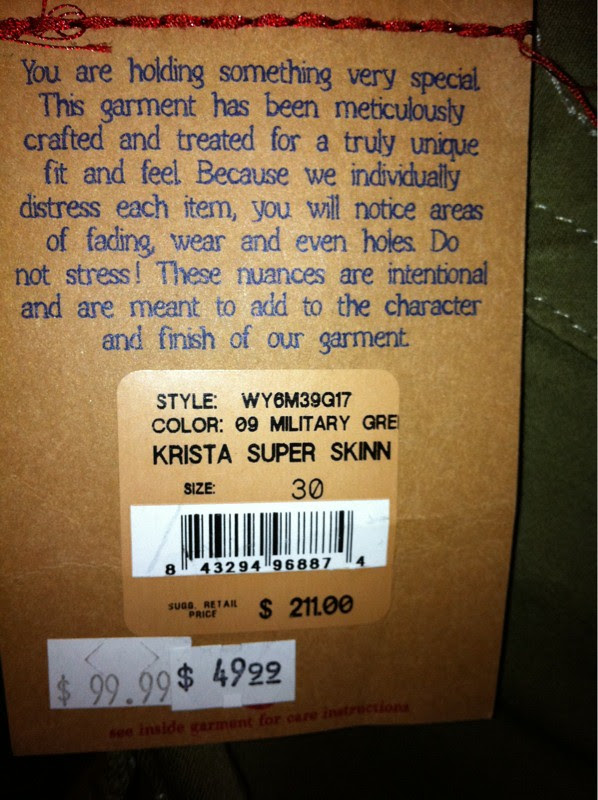 You are holding something very special.
This garment has been meticulously
crafted and treated for a truly unique
fit and feel. Because we individually
distress each item, you will notice areas
of fading, wear and even holes. Do
not stress! These nuances are intentional
and are meant to add to the character
and finish of our garment.
STYLE: WY6M39G17
COLOR: 09 MILITARY GRE
KRISTA SUPER SKINN
SIZE: 30
8 43294 96887 4
SUGG. RETAIL
PRICE $ 211.00
$ 99.99 $ 4922
see inside garment for care instructions